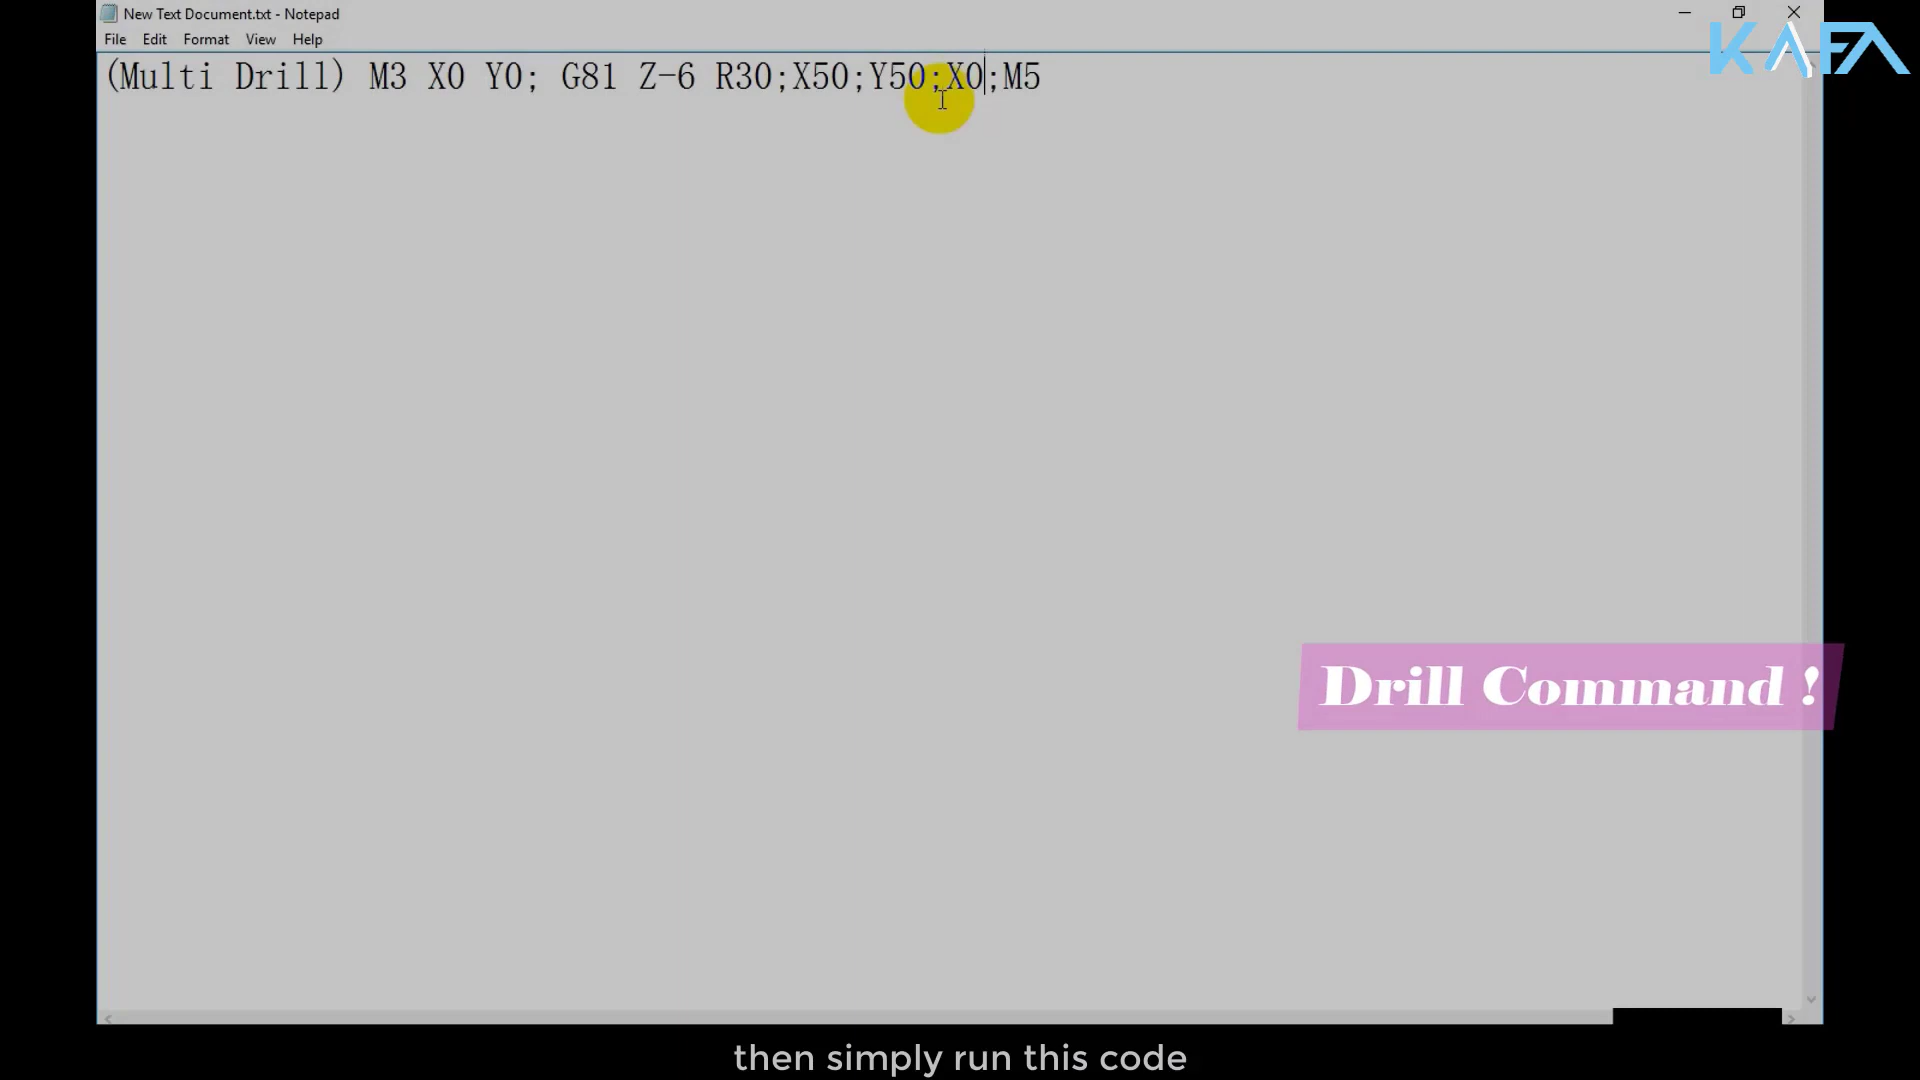 New Text Document.txt - Notepad
File Edit Format View Help
KAFA
(Multi Drill) M3 X0 Y0; G81 Z-6 R30;X50;Y50;X0;M5
Drill Command !
then simply run this code